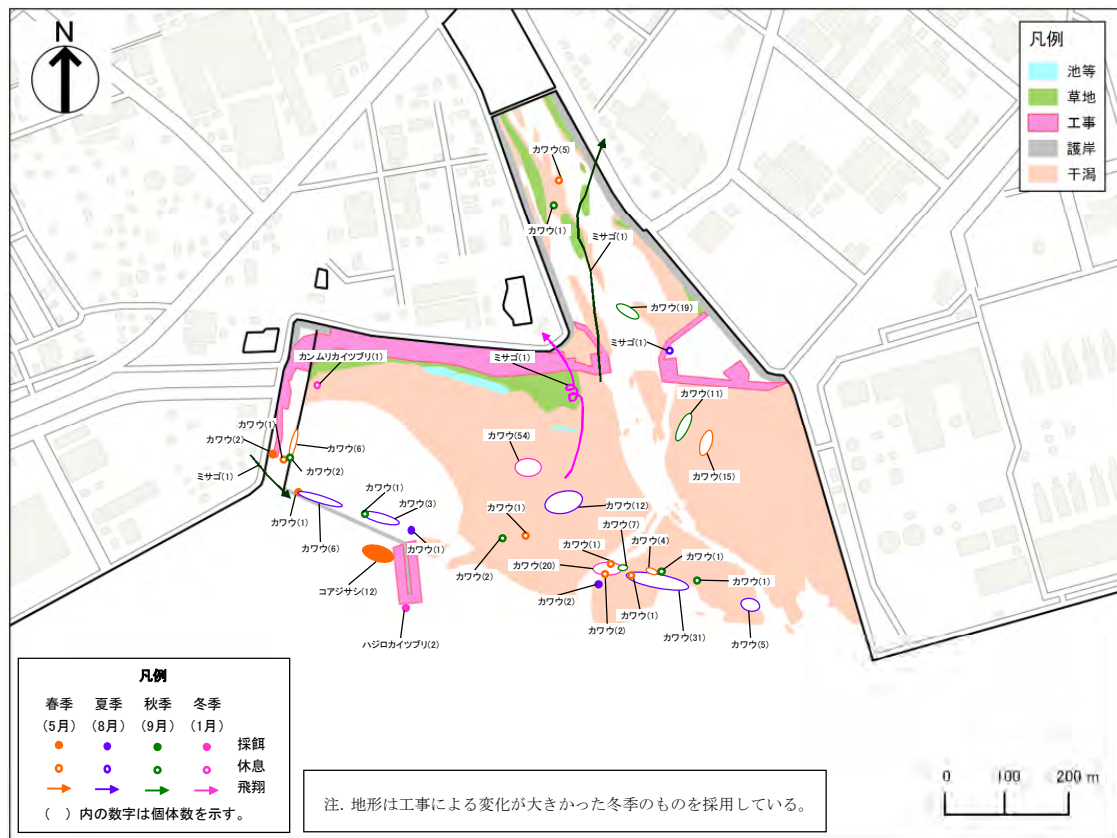 N
凡例
池等
草地
工事
護岸
干潟
カワウ(5)
カワウ(1)
ミサゴ(1)
カワウ(19)
ミサゴ(1)
ミサゴ(1)
カンムリカイツブリ(1)
カワウ(11)
カワウ(1)
カワウ(2)
カワウ(6)
カワウ(54)
カワウ(2)
カワウ(15)
ミサゴ(1)
カワウ(1)
カワウ(3)
カワウ(12)
カワウ(1)
カワウ(7)
カワウ(1)
カワウ(6)
カワウ(1)
カワウ(1)
カワウ(4)
カワウ(1)
カワウ(20)
カワウ(2)
カワウ(1)
コアジサシ(12)
カワウ(2)
カワウ(1)
カワウ(2)
カワウ(31)
カワウ(5)
ハジロカイツブリ(2)
凡例
春季 夏季 秋季 冬季
(5月) (8月) (9月) (1月)
採餌
休息
飛翔
( )内の数字は個体数を示す。
注. 地形は工事による変化が大きかった冬季のものを採用している。
0 100 200 m